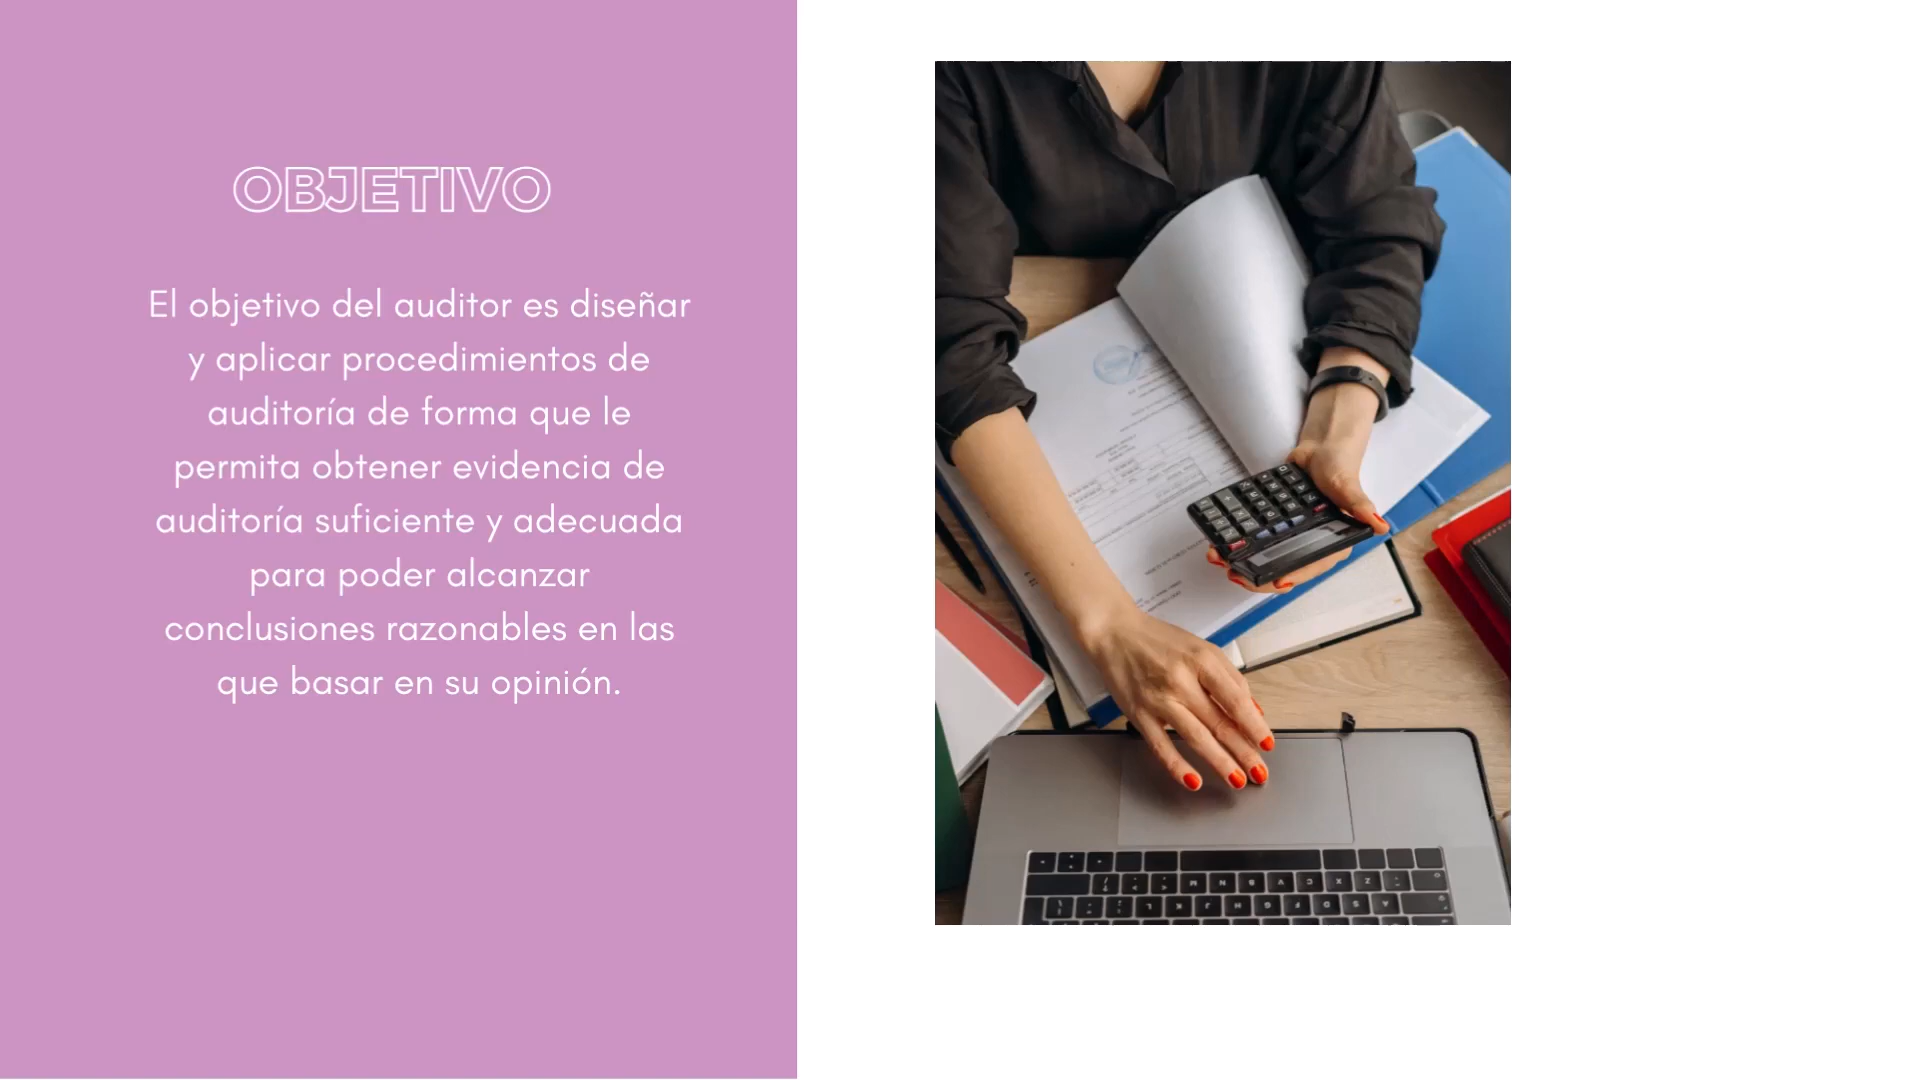 OBJETIVO
El objetivo del auditor es diseñar
y aplicar procedimientos de
auditoría de forma que le
permita obtener evidencia de
auditoría suficiente y adecuada
para poder alcanzar
conclusiones razonables en las
que basar en su opinión.